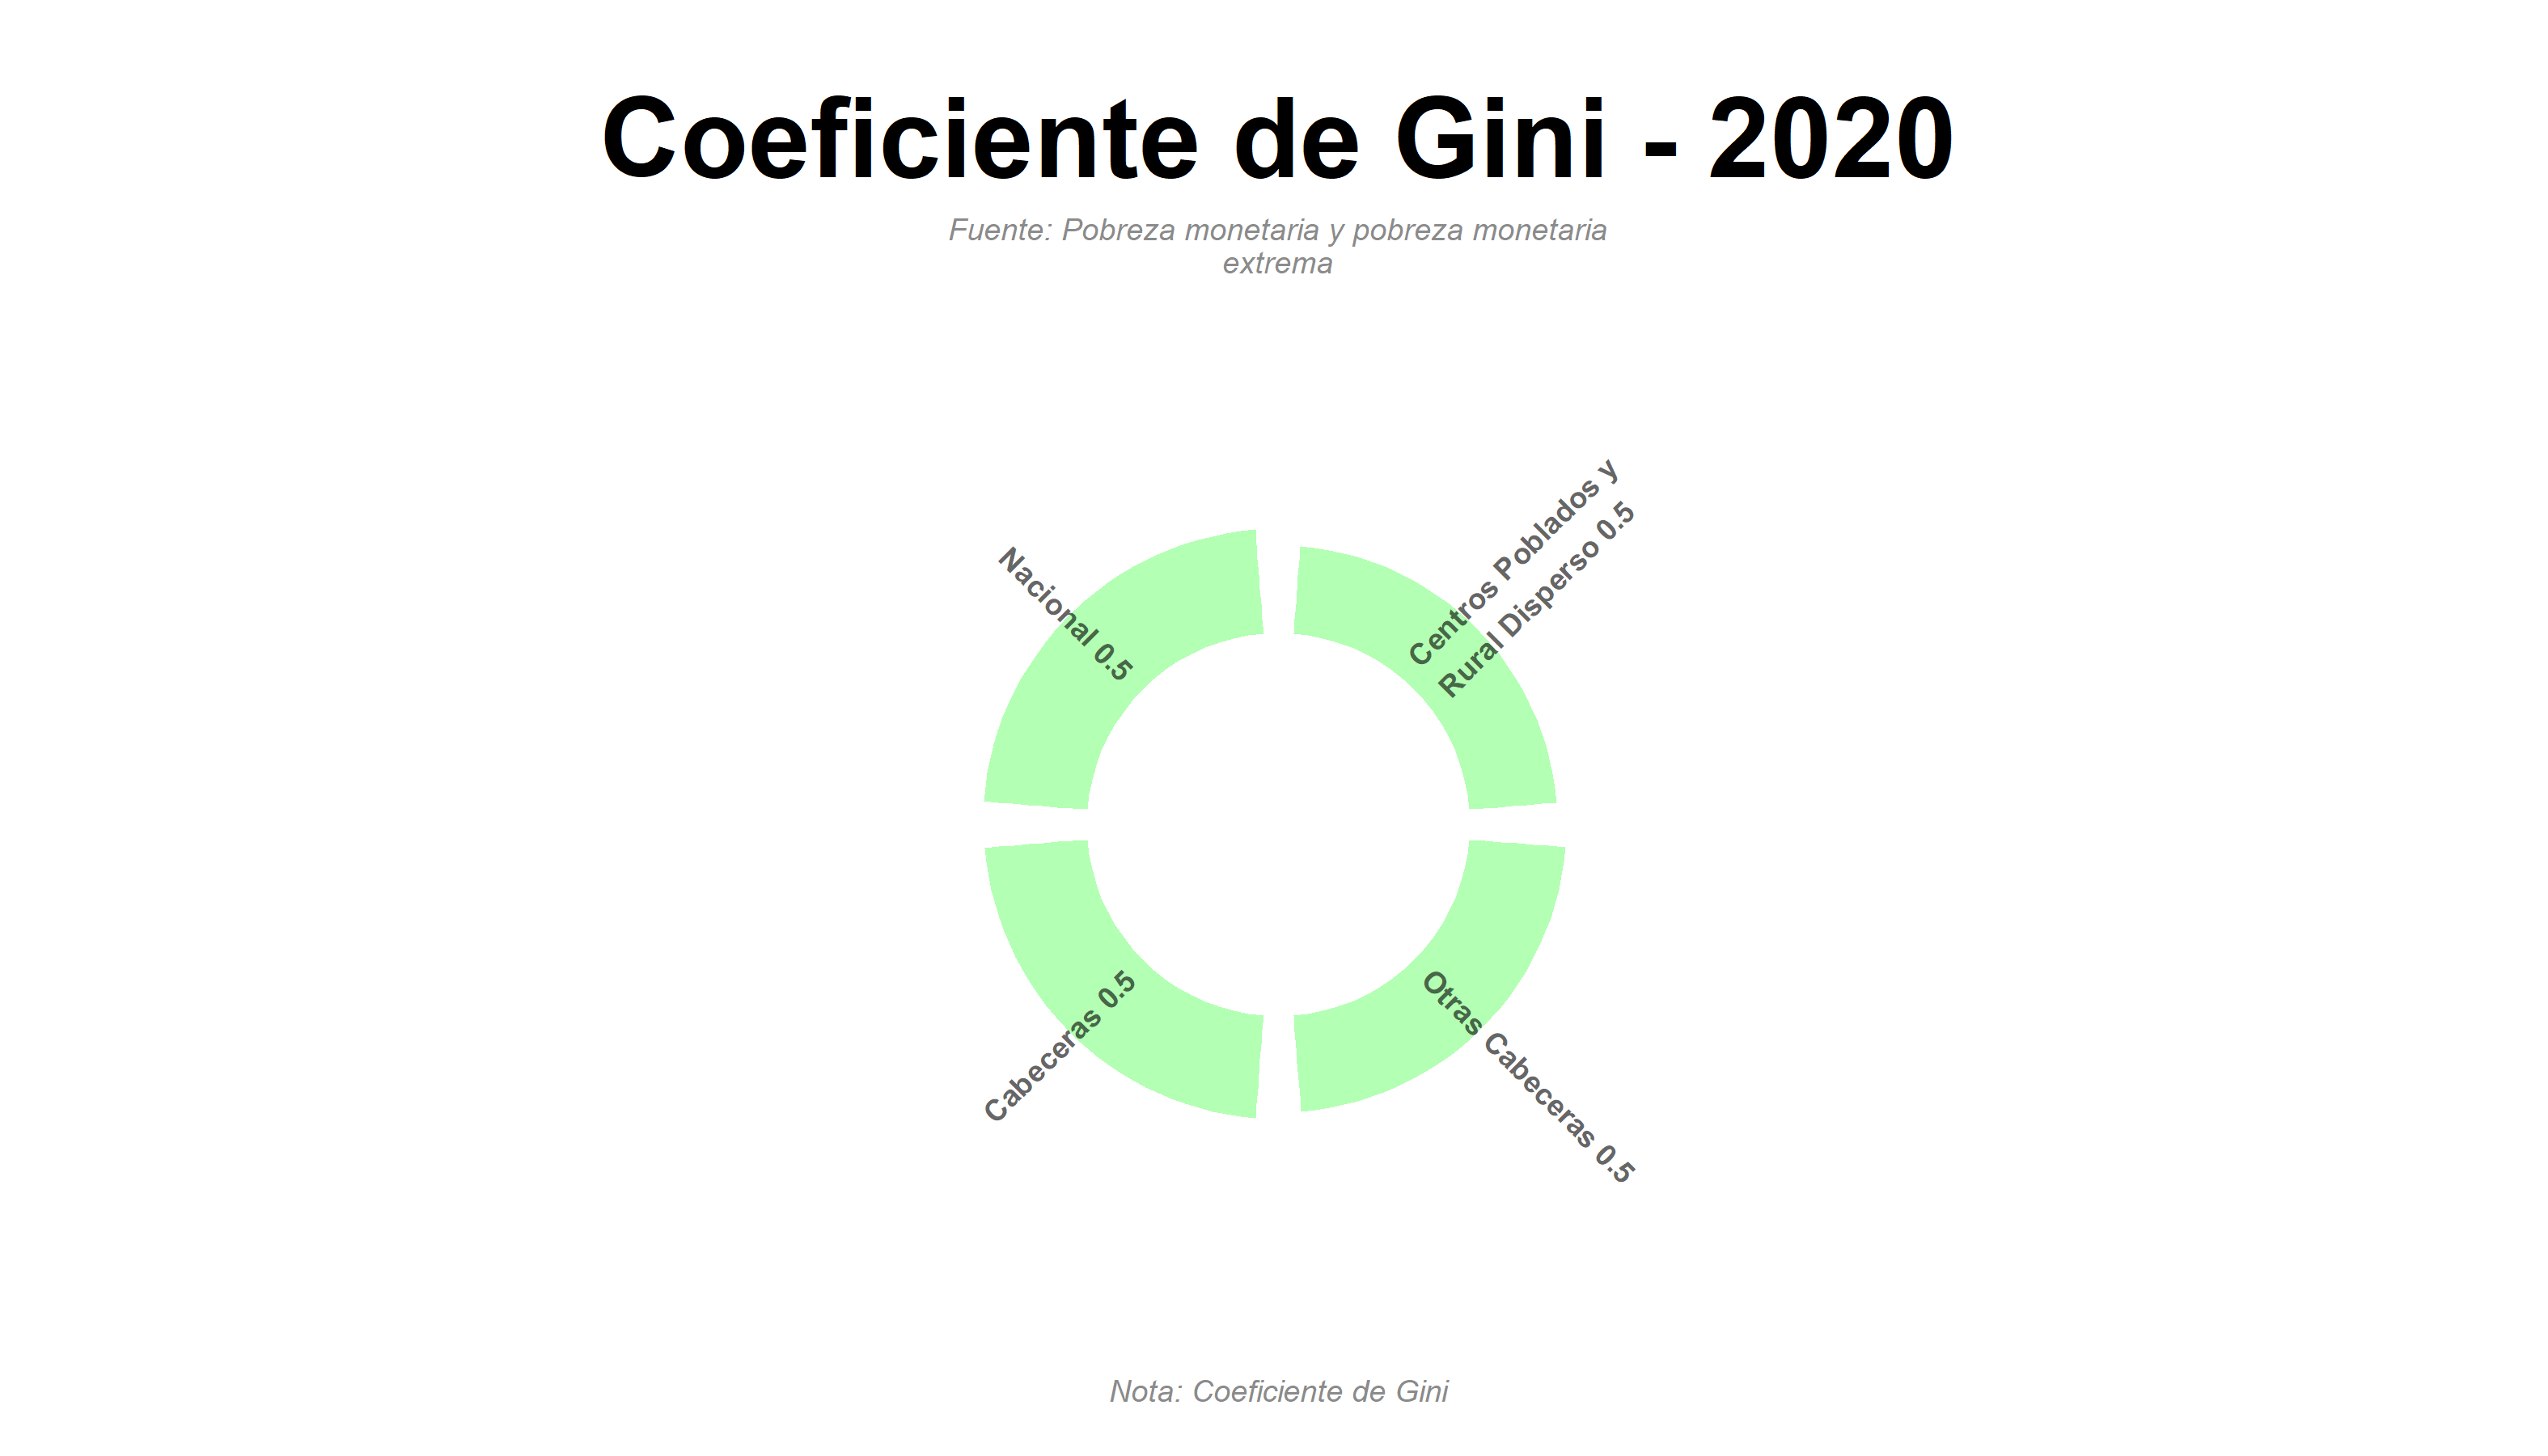 Coeficiente de Gini - 2020
Fuente: Pobreza monetaria y pobreza monetaria
extrema
Nacional 0.5
Centros Poblados y
Rural Disperso 0.5
Cabeceras 0.5
Otras Cabeceras 0.5
Nota: Coeficiente de Gini